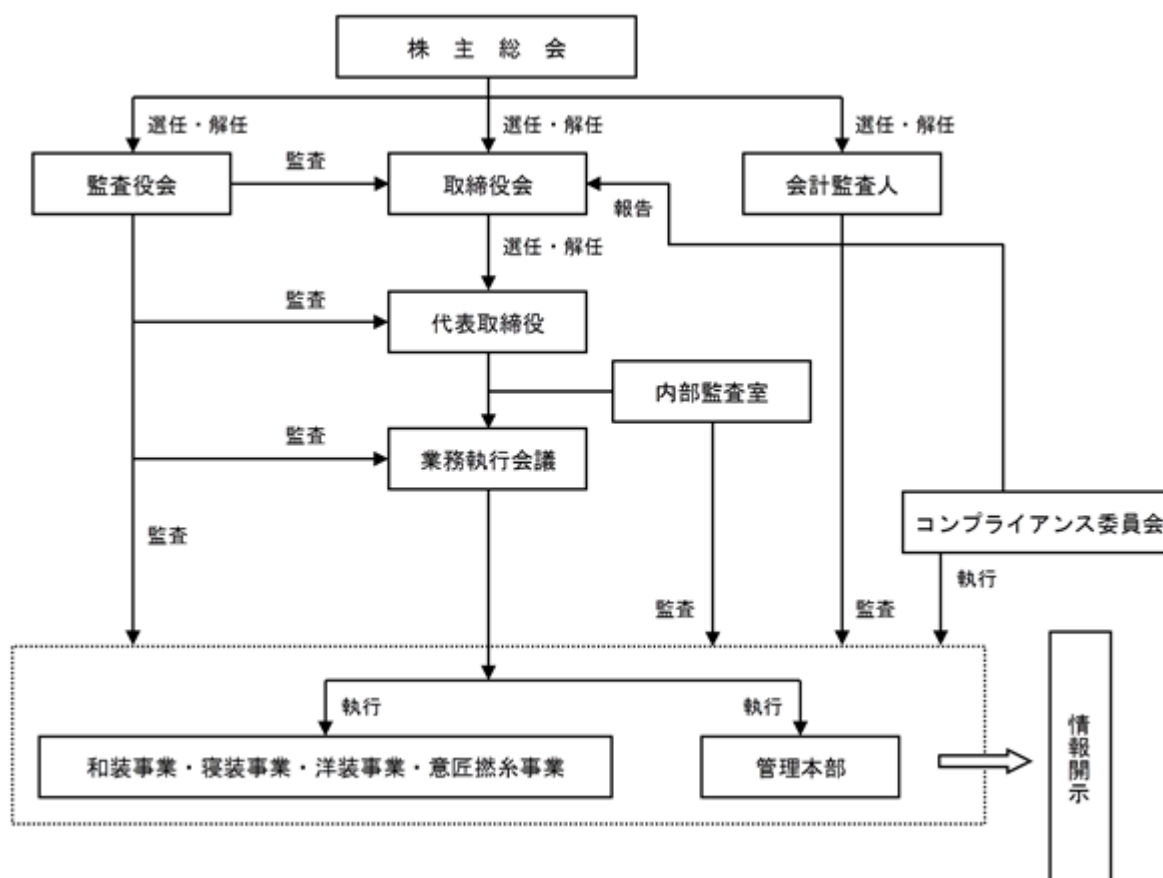 株主総会
選任・解任
選任・解任
選任・解任
監査役会
監査
取締役会
会計監査人
報告
選任・解任
監査
代表取締役
内部監査室
監査
業務執行会議
コンプライアンス委員会
監査
執行
監査
監査
執行
執行
和装事業・寝装事業・洋装事業・意匠撚糸事業
管理本部
情報開示